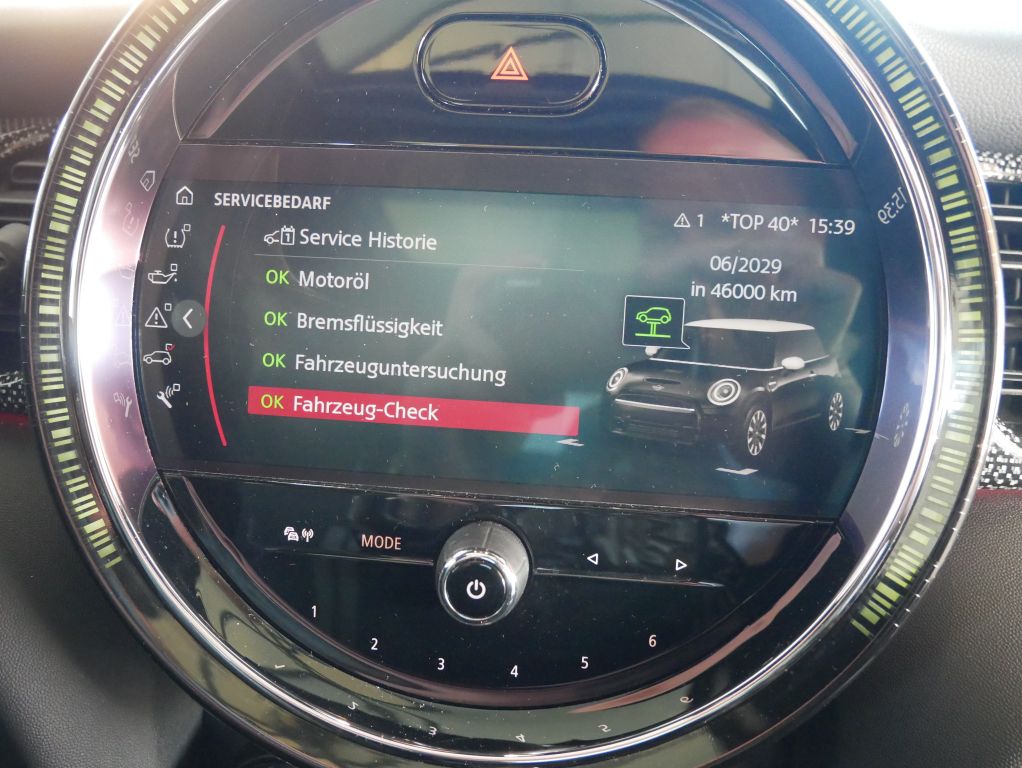 SERVICEBEDARF
1 *TOP 40* 15:39
1 Service Historie
OK Motoröl
OK Bremsflüssigkeit
OK Fahrzeuguntersuchung
OK Fahrzeug-Check
06/2029
in 46000 km
MODE
1
2
3
4
5
6